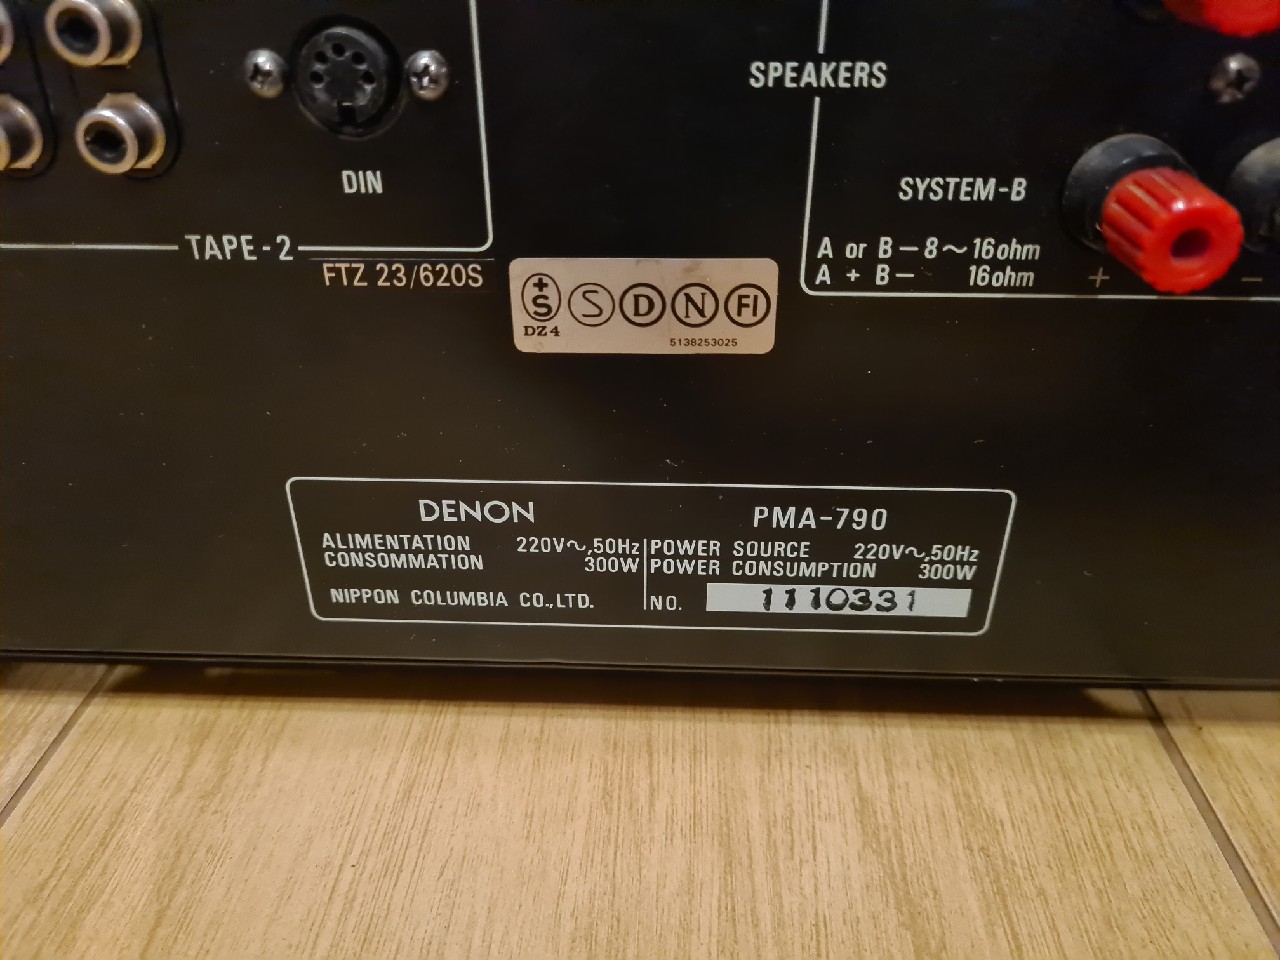 SPEAKERS
DIN
SYSTEM-B
TAPE-2
A or B - 8~16ohm
FTZ 23/620S
A + B - 16ohm
+ -
+S S D N FI
DZ4
5138253025
DENON PMA-790
ALIMENTATION 220V~,50Hz POWER SOURCE 220V~,50Hz
CONSOMMATION 300W POWER CONSUMPTION 300W
NIPPON COLUMBIA CO.,LTD. NO. 1110331